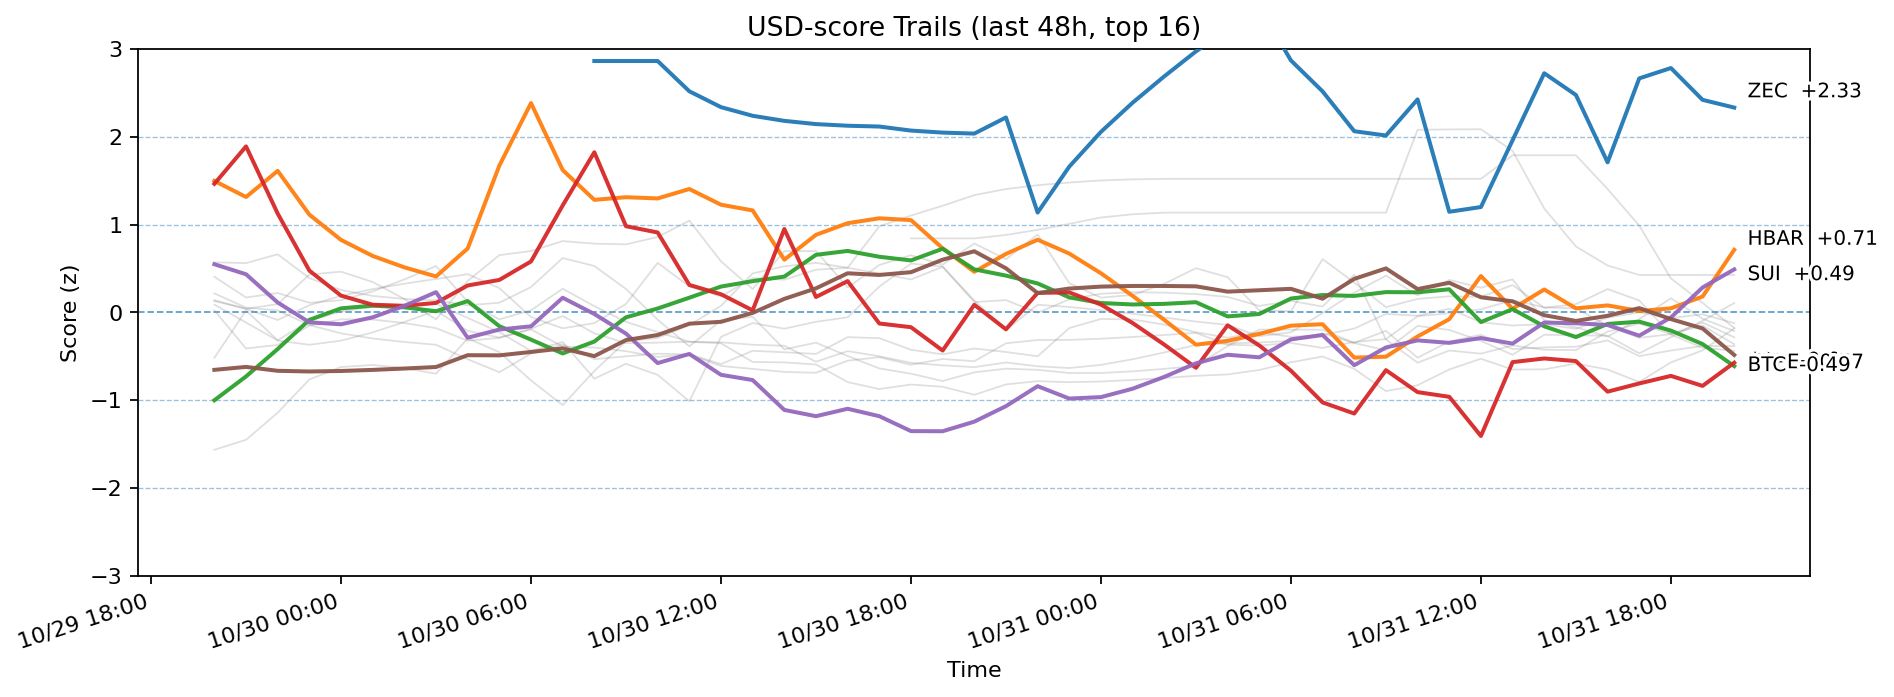 USD-score Trails (last 48h, top 16)
3
2
1
0
−1
−2
−3
Score (z)
ZEC +2.33
HBAR +0.71
SUI +0.49
BTC
10/29 18:00
10/30 00:00
10/30 06:00
10/30 12:00
10/30 18:00
10/31 00:00
10/31 06:00
10/31 12:00
10/31 18:00
Time